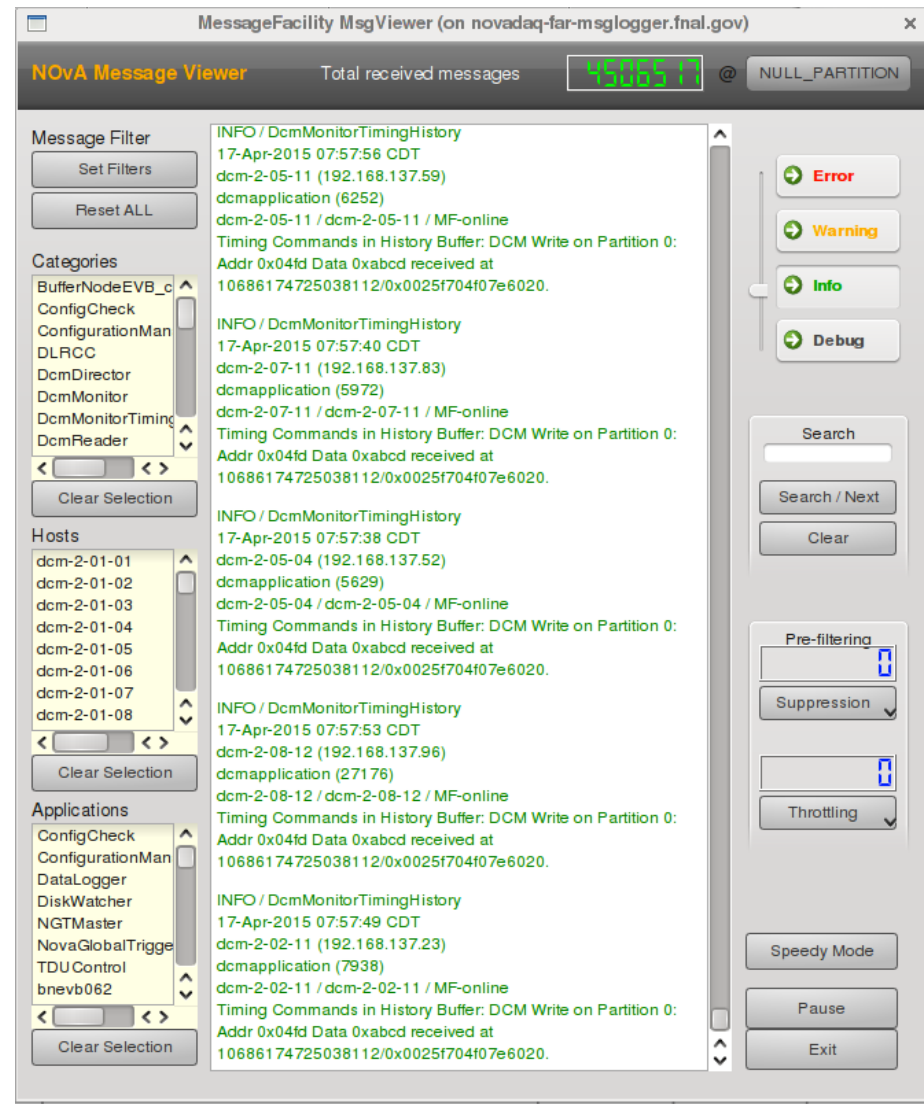 MessageFacility MsgViewer (on novadaq-far-msglogger.fnal.gov)
NOvA Message Viewer
Total received messages
4506517
@
NULL_PARTITION
Message Filter
Set Filters
Reset ALL
Categories
BufferNodeEVB_c
ConfigCheck
ConfigurationMan
DLRCC
DcmDirector
DcmMonitor
DcmMonitorTiming
DcmReader
Clear Selection
Hosts
dcm-2-01-01
dcm-2-01-02
dcm-2-01-03
dcm-2-01-04
dcm-2-01-05
dcm-2-01-06
dcm-2-01-07
dcm-2-01-08
Clear Selection
Applications
ConfigCheck
ConfigurationMan
DataLogger
DiskWatcher
NGTMaster
NovaGlobalTrigge
TDUControl
bnevb062
Clear Selection
INFO / DcmMonitorTimingHistory
17-Apr-2015 07:57:56 CDT
dcm-2-05-11 (192.168.137.59)
dcmapplication (6252)
dcm-2-05-11 / dcm-2-05-11 / MF-online
Timing Commands in History Buffer: DCM Write on Partition 0:
Addr 0x04fd Data 0xabcd received at
10686174725038112/0x0025f704f07e6020.
INFO / DcmMonitorTimingHistory
17-Apr-2015 07:57:40 CDT
dcm-2-07-11 (192.168.137.83)
dcmapplication (5972)
dcm-2-07-11 / dcm-2-07-11 / MF-online
Timing Commands in History Buffer: DCM Write on Partition 0:
Addr 0x04fd Data 0xabcd received at
10686174725038112/0x0025f704f07e6020.
INFO / DcmMonitorTimingHistory
17-Apr-2015 07:57:38 CDT
dcm-2-05-04 (192.168.137.52)
dcmapplication (5629)
dcm-2-05-04 / dcm-2-05-04 / MF-online
Timing Commands in History Buffer: DCM Write on Partition 0:
Addr 0x04fd Data 0xabcd received at
10686174725038112/0x0025f704f07e6020.
INFO / DcmMonitorTimingHistory
17-Apr-2015 07:57:53 CDT
dcm-2-08-12 (192.168.137.96)
dcmapplication (27176)
dcm-2-08-12 / dcm-2-08-12 / MF-online
Timing Commands in History Buffer: DCM Write on Partition 0:
Addr 0x04fd Data 0xabcd received at
10686174725038112/0x0025f704f07e6020.
INFO / DcmMonitorTimingHistory
17-Apr-2015 07:57:49 CDT
dcm-2-02-11 (192.168.137.23)
dcmapplication (7938)
dcm-2-02-11 / dcm-2-02-11 / MF-online
Timing Commands in History Buffer: DCM Write on Partition 0:
Addr 0x04fd Data 0xabcd received at
10686174725038112/0x0025f704f07e6020.
Error
Warning
Info
Debug
Search
Search / Next
Clear
Pre-filtering
0
Suppression
0
Throttling
Speedy Mode
Pause
Exit